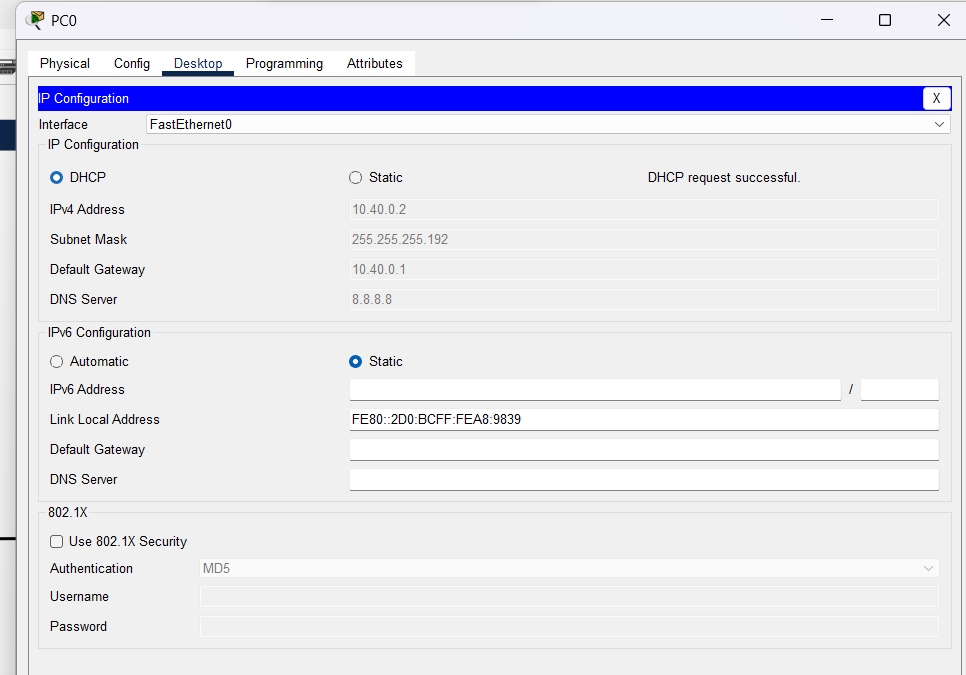 PC0
Physical Config Desktop Programming Attributes
IP Configuration X
Interface FastEthernet0
IP Configuration
DHCP Static DHCP request successful.
IPv4 Address 10.40.0.2
Subnet Mask 255.255.255.192
Default Gateway 10.40.0.1
DNS Server 8.8.8.8
IPv6 Configuration
Automatic Static
IPv6 Address /
Link Local Address FE80::2D0:BCFF:FEA8:9839
Default Gateway
DNS Server
802.1X
Use 802.1X Security
Authentication MD5
Username
Password